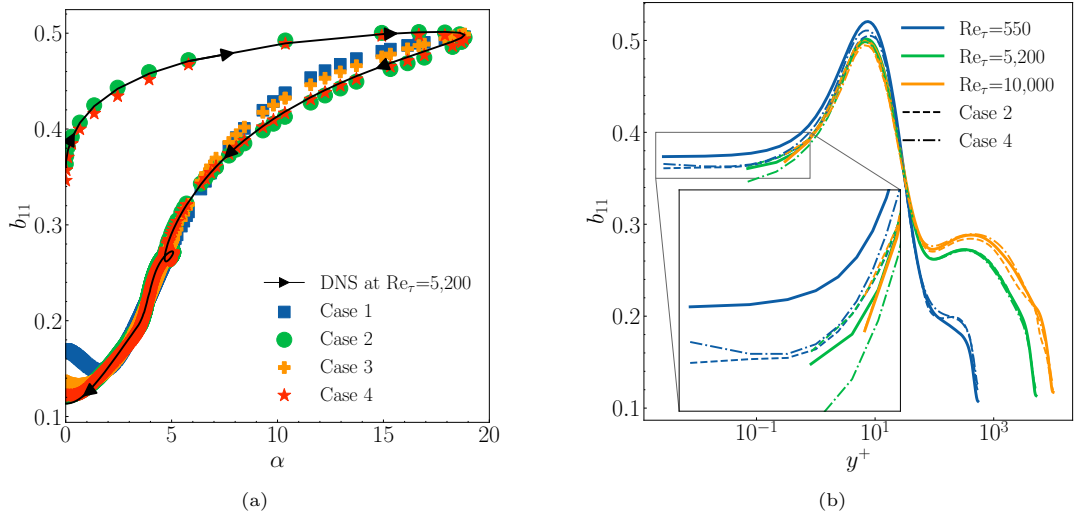 0.5
0.4
b₁₁
0.3
0.2
0.1
0
5
10
15
20
α
DNS at Reτ=5,200
Case 1
Case 2
Case 3
Case 4
(a)
0.5
0.4
b₁₁
0.3
0.2
0.1
10⁻¹
10¹
10³
y⁺
Reτ=550
Reτ=5,200
Reτ=10,000
Case 2
Case 4
(b)